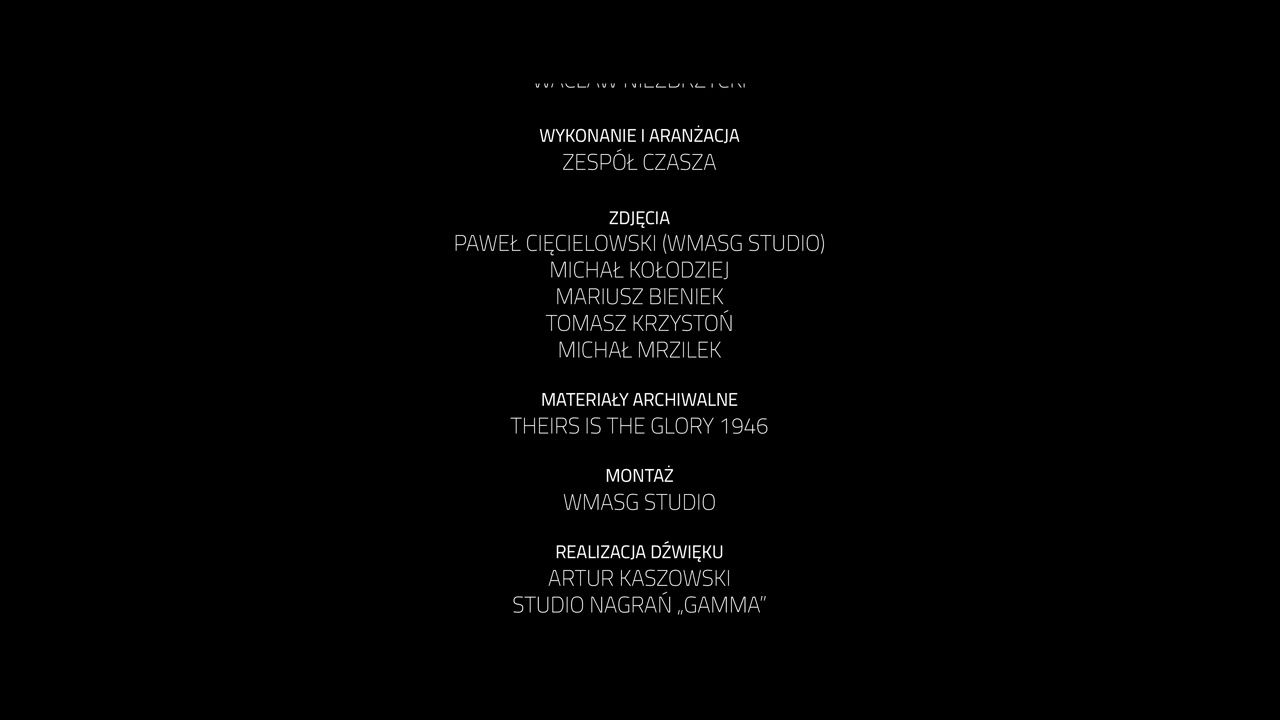 WYKONANIE I ARANŻACJA
ZESPÓŁ CZASZA
ZDJĘCIA
PAWEŁ CIĘCIELOWSKI (WMASG STUDIO)
MICHAŁ KOŁODZIEJ
MARIUSZ BIENIEK
TOMASZ KRZYSTOŃ
MICHAŁ MRZILEK
MATERIAŁY ARCHIWALNE
THEIRS IS THE GLORY 1946
MONTAŻ
WMASG STUDIO
REALIZACJA DŹWIĘKU
ARTUR KASZOWSKI
STUDIO NAGRAŃ „GAMMA”